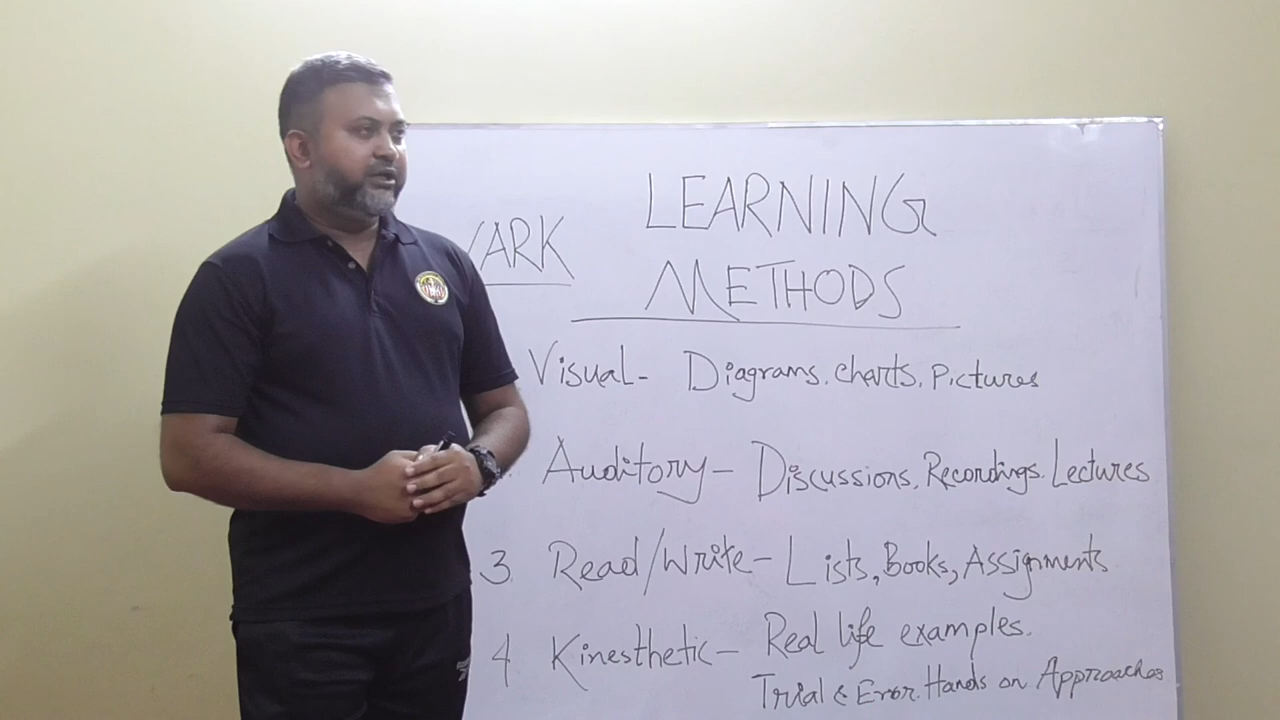 LEARNING
VARK
METHODS
Visual- Diagrams, Charts, Pictures
Auditory- Discussions, Recordings, Lectures
3. Read/Write- Lists, Books, Assignments
4. Kinesthetic- Real life examples.
Trial & Error. Hands on Approaches